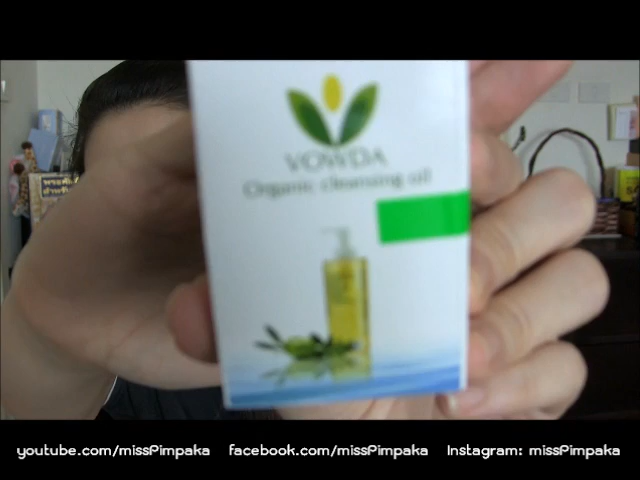 VOWDA
Organic cleansing oil
youtube.com/missPimpaka facebook.com/missPimpaka Instagram: missPimpaka